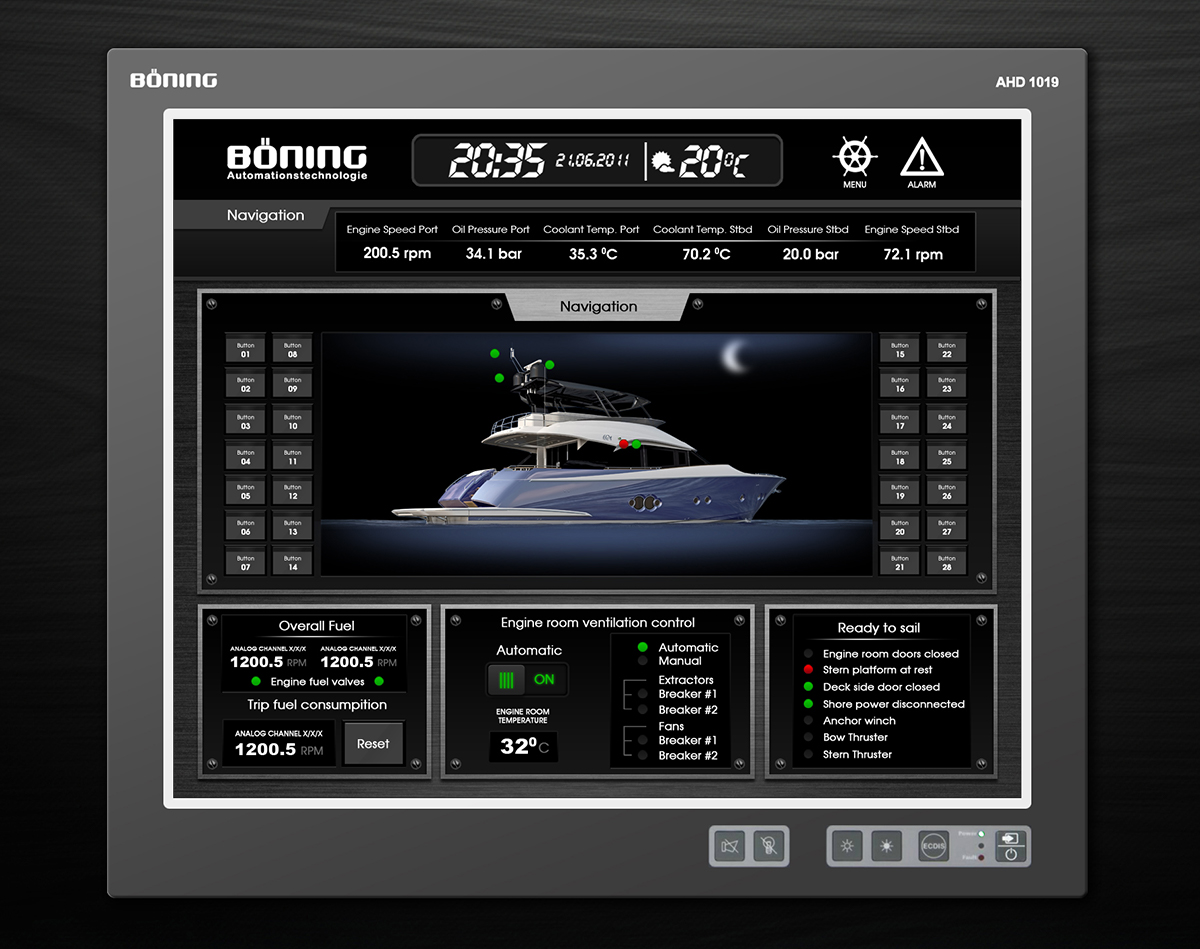 BÖNING
AHD 1019
BÖNING
Automationstechnologie
20:35 21.06.2011 20°C
MENU
ALARM
Navigation
Engine Speed Port Oil Pressure Port Coolant Temp. Port Coolant Temp. Stbd Oil Pressure Stbd Engine Speed Stbd
200.5 rpm 34.1 bar 35.3 °C 70.2 °C 20.0 bar 72.1 rpm
Navigation
Button 01
Button 08
Button 02
Button 09
Button 03
Button 10
Button 04
Button 11
Button 05
Button 12
Button 06
Button 13
Button 07
Button 14
Button 15
Button 22
Button 16
Button 23
Button 17
Button 24
Button 18
Button 25
Button 19
Button 26
Button 20
Button 27
Button 21
Button 28
Overall Fuel
ANALOG CHANNEL X/X/X ANALOG CHANNEL X/X/X
1200.5 RPM 1200.5 RPM
Engine fuel valves
Trip fuel consumpition
ANALOG CHANNEL X/X/X
1200.5 RPM
Reset
Engine room ventilation control
Automatic
ON
ENGINE ROOM
TEMPERATURE
32°C
Automatic
Manual
Extractors
Breaker #1
Breaker #2
Fans
Breaker #1
Breaker #2
Ready to sail
Engine room doors closed
Stern platform at rest
Deck side door closed
Shore power disconnected
Anchor winch
Bow Thruster
Stern Thruster
ECDIS
Power
Fault